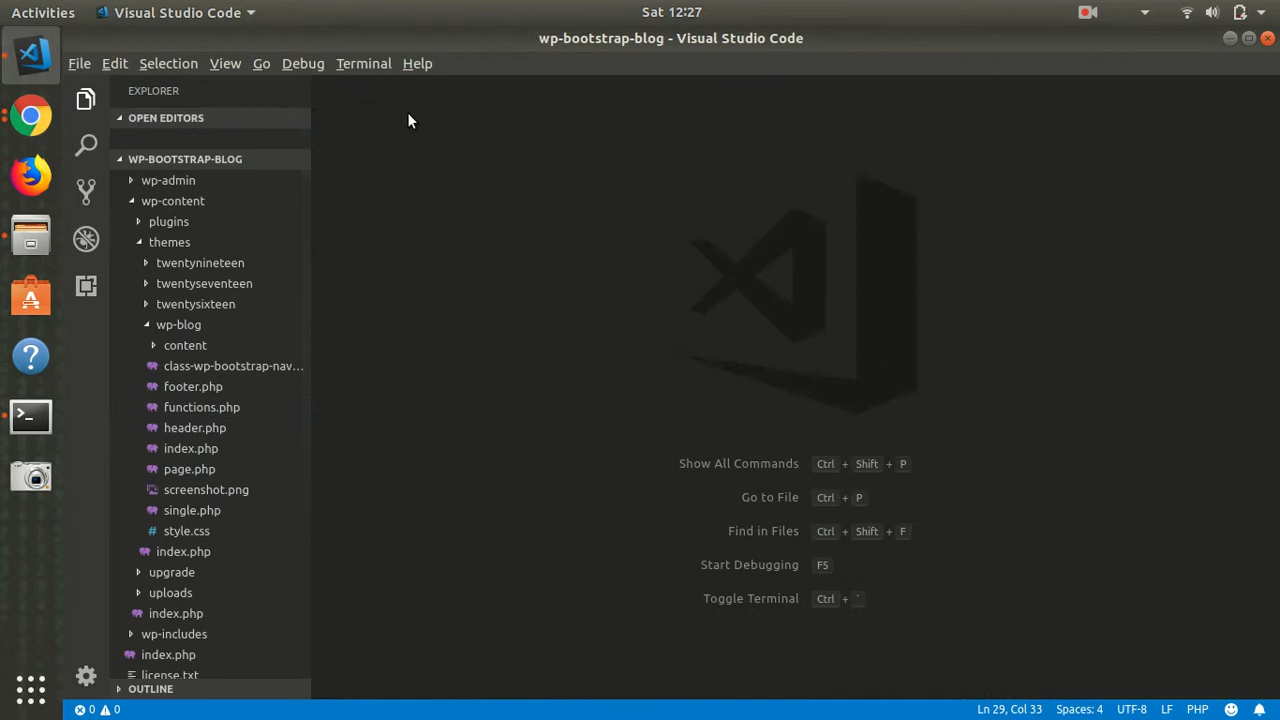 Activities
Visual Studio Code
Sat 12:27
wp-bootstrap-blog - Visual Studio Code
File Edit Selection View Go Debug Terminal Help
EXPLORER
OPEN EDITORS
WP-BOOTSTRAP-BLOG
wp-admin
wp-content
plugins
themes
twentynineteen
twentyseventeen
twentysixteen
wp-blog
content
class-wp-bootstrap-nav...
footer.php
functions.php
header.php
index.php
page.php
screenshot.png
single.php
# style.css
index.php
upgrade
uploads
index.php
wp-includes
index.php
license.txt
OUTLINE
Show All Commands Ctrl + Shift + P
Go to File Ctrl + P
Find in Files Ctrl + Shift + F
Start Debugging F5
Toggle Terminal Ctrl + `
0 0
Ln 29, Col 33 Spaces: 4 UTF-8 LF PHP